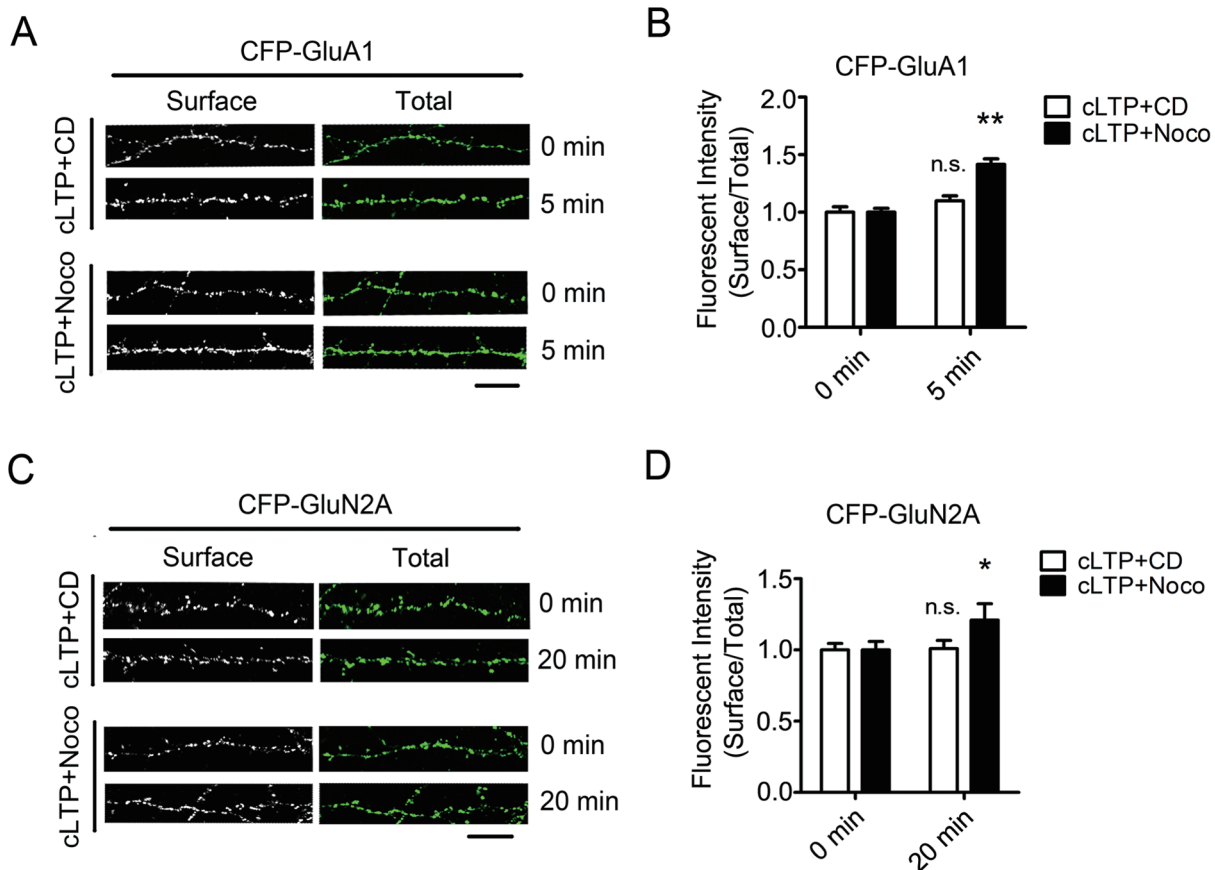 A
CFP-GluA1
Surface Total
cLTP+CD
0 min
5 min
cLTP+Noco
0 min
5 min
B
CFP-GluA1
cLTP+CD
cLTP+Noco
Fluorescent Intensity
(Surface/Total)
2.0
1.5
1.0
0.5
0.0
n.s.
**
0 min
5 min
C
CFP-GluN2A
Surface Total
cLTP+CD
0 min
20 min
cLTP+Noco
0 min
20 min
D
CFP-GluN2A
cLTP+CD
cLTP+Noco
Fluorescent Intensity
(Surface/Total)
1.5
1.0
0.5
0.0
n.s.
*
0 min
20 min